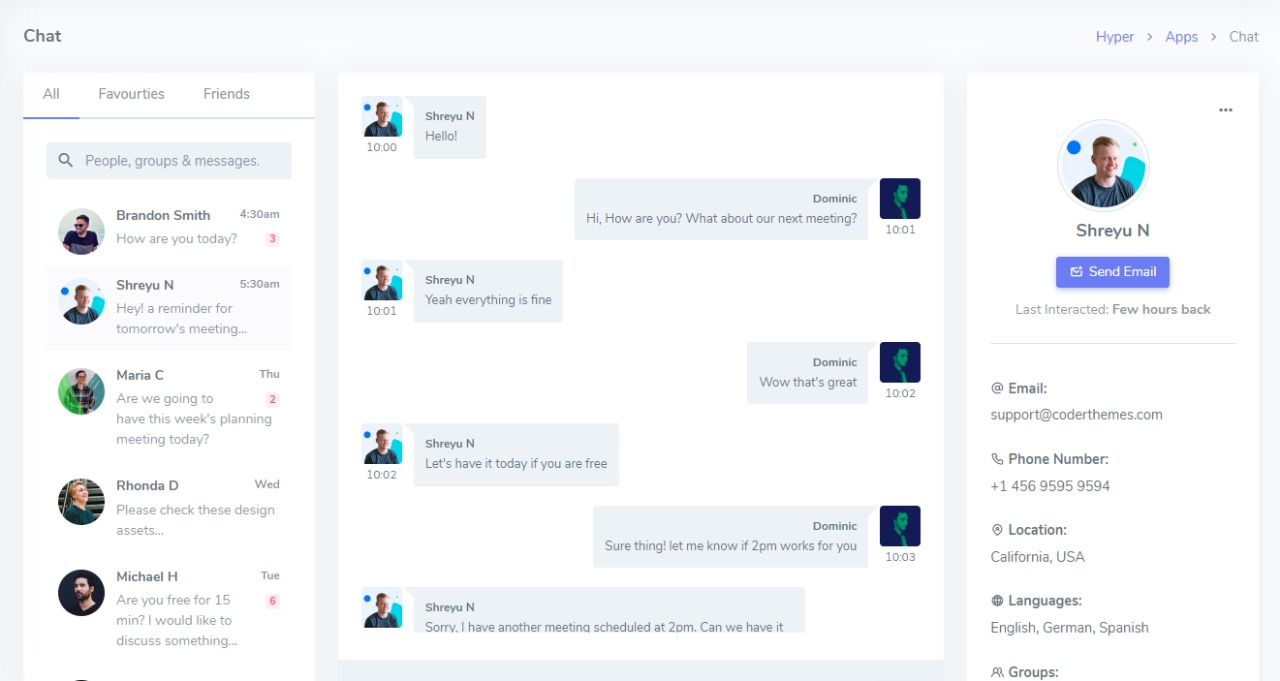 Chat
Hyper > Apps > Chat
All Favourties Friends
People, groups & messages.
Brandon Smith 4:30am
How are you today? 3
Shreyu N 5:30am
Hey! a reminder for
tomorrow's meeting...
Maria C Thu
Are we going to 2
have this week's planning
meeting today?
Rhonda D Wed
Please check these design
assets...
Michael H Tue
Are you free for 15 6
min? I would like to
discuss something...
Shreyu N
Hello!
10:00
Dominic
Hi, How are you? What about our next meeting?
10:01
Shreyu N
Yeah everything is fine
10:01
Dominic
Wow that's great
10:02
Shreyu N
Let's have it today if you are free
10:02
Dominic
Sure thing! let me know if 2pm works for you
10:03
Shreyu N
Sorry, I have another meeting scheduled at 2pm. Can we have it
...
Shreyu N
Send Email
Last Interacted: Few hours back
@ Email:
support@coderthemes.com
Phone Number:
+1 456 9595 9594
Location:
California, USA
Languages:
English, German, Spanish
Groups: